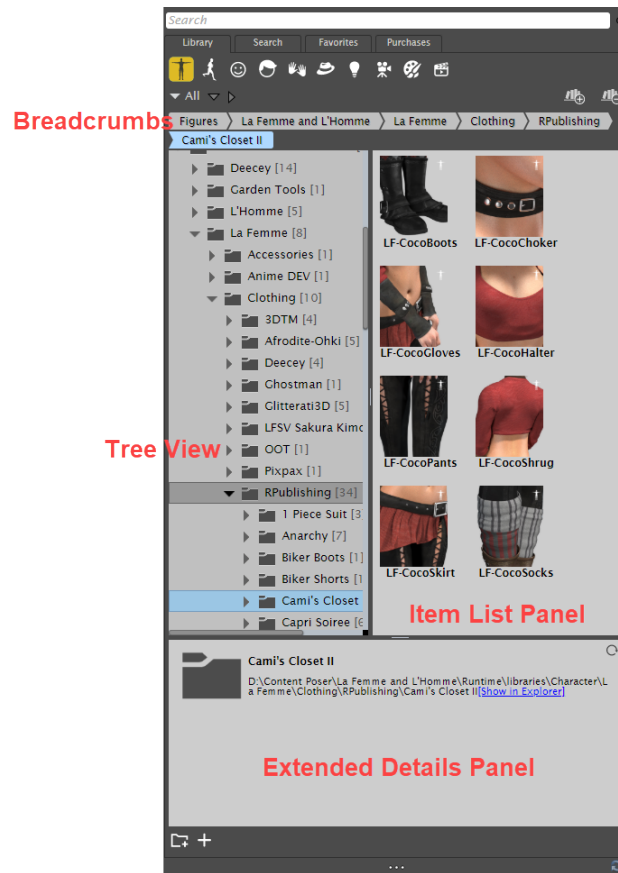 Search
Library Search Favorites Purchases
All
Breadcrumbs
Figures La Femme and L'Homme La Femme Clothing RPublishing
Cami's Closet II
Deecey [14]
Garden Tools [1]
L'Homme [5]
La Femme [8]
Accessories [1]
Anime DEV [1]
Clothing [10]
3DTM [4]
Afrodite-Ohki [5]
Deecey [4]
Ghostman [1]
Glitterati3D [5]
LFSV Sakura Kimo
Tree View
OOT [1]
Pixpax [1]
RPublishing [34]
1 Piece Suit [3
Anarchy [7]
Biker Boots [1]
Biker Shorts [1
Cami's Closet
Capri Soiree [6
LF-CocoBoots LF-CocoChoker
LF-CocoGloves LF-CocoHalter
LF-CocoPants LF-CocoShrug
LF-CocoSkirt LF-CocoSocks
Item List Panel
Cami's Closet II
D:\Content Poser\La Femme and L'Homme\Runtime\libraries\Character\L
a Femme\Clothing\RPublishing\Cami's Closet II[Show in Explorer]
Extended Details Panel